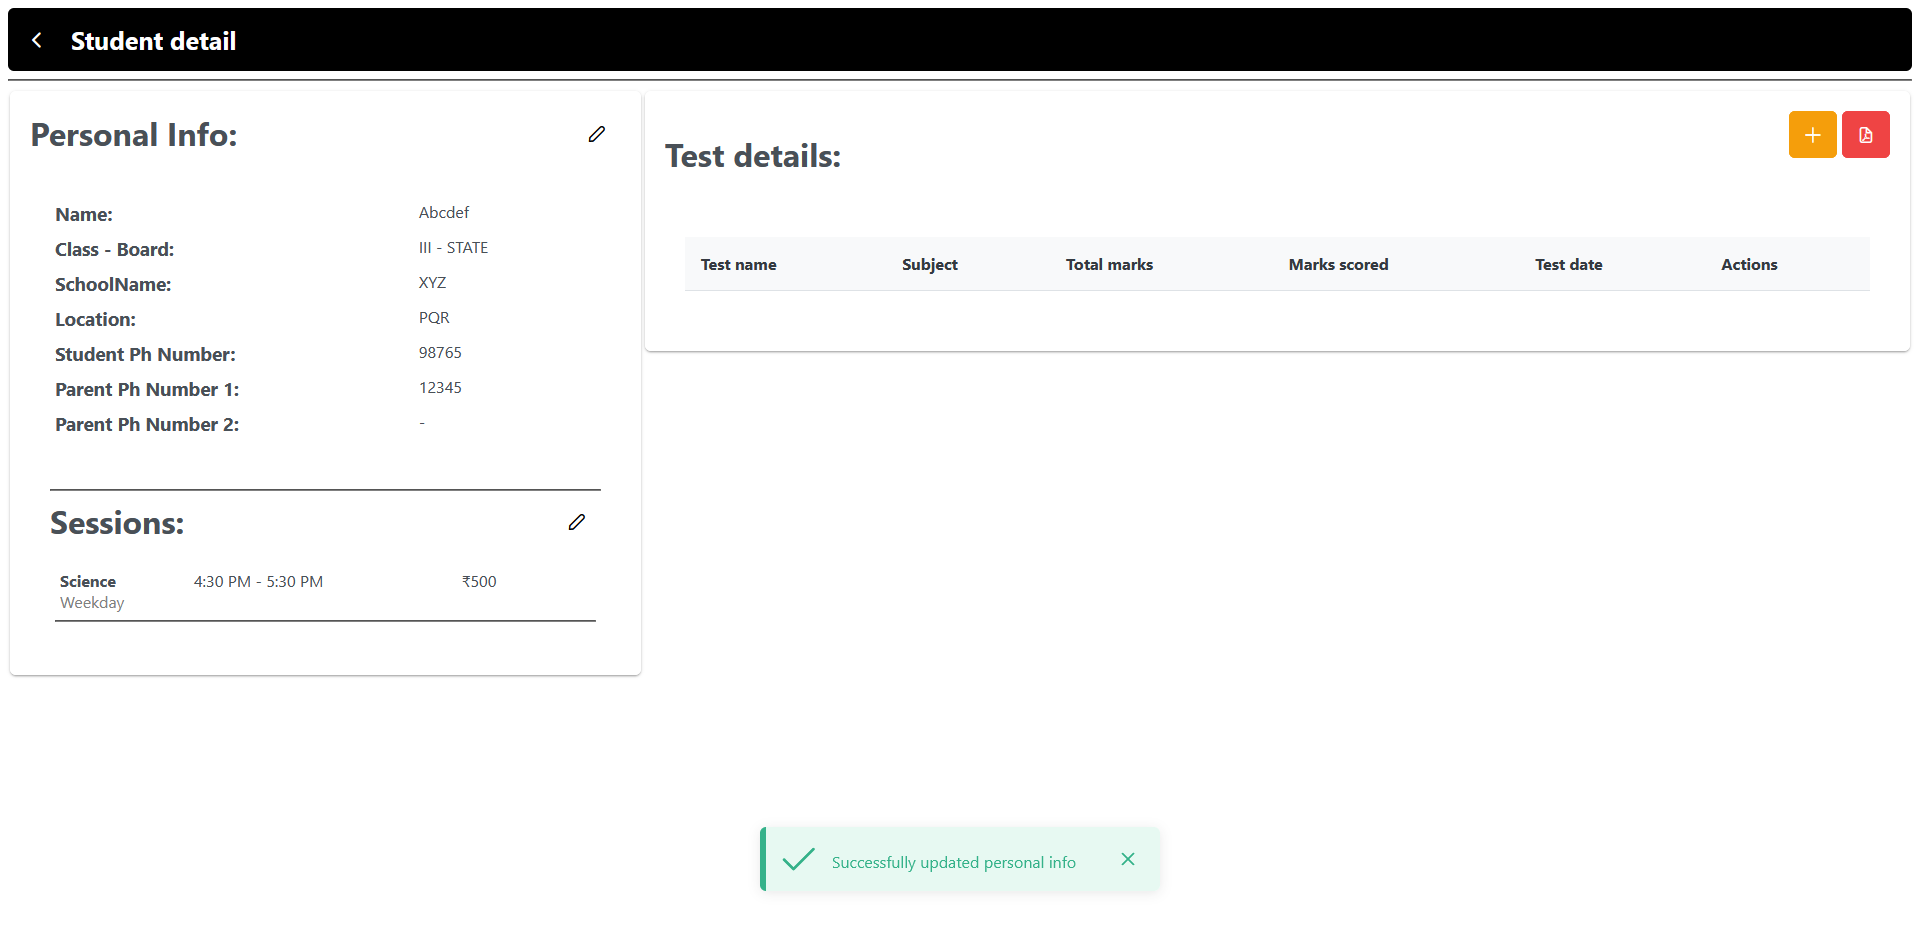 Student detail
Personal Info:
Name: Abcdef
Class - Board: III - STATE
SchoolName: XYZ
Location: PQR
Student Ph Number: 98765
Parent Ph Number 1: 12345
Parent Ph Number 2: -
Sessions:
Science 4:30 PM - 5:30 PM ₹500
Weekday
Test details:
Test name Subject Total marks Marks scored Test date Actions
Successfully updated personal info